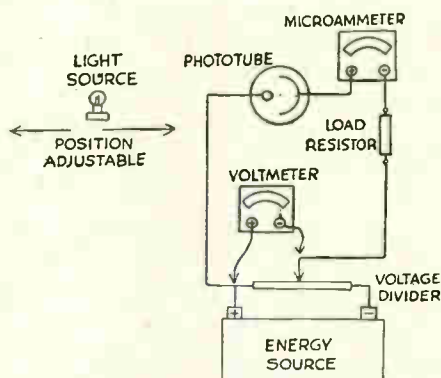 MICROAMMETER
PHOTOTUBE
LIGHT
SOURCE
POSITION
ADJUSTABLE
+ −
LOAD
RESISTOR
VOLTMETER
+ −
VOLTAGE
DIVIDER
+ −
ENERGY
SOURCE